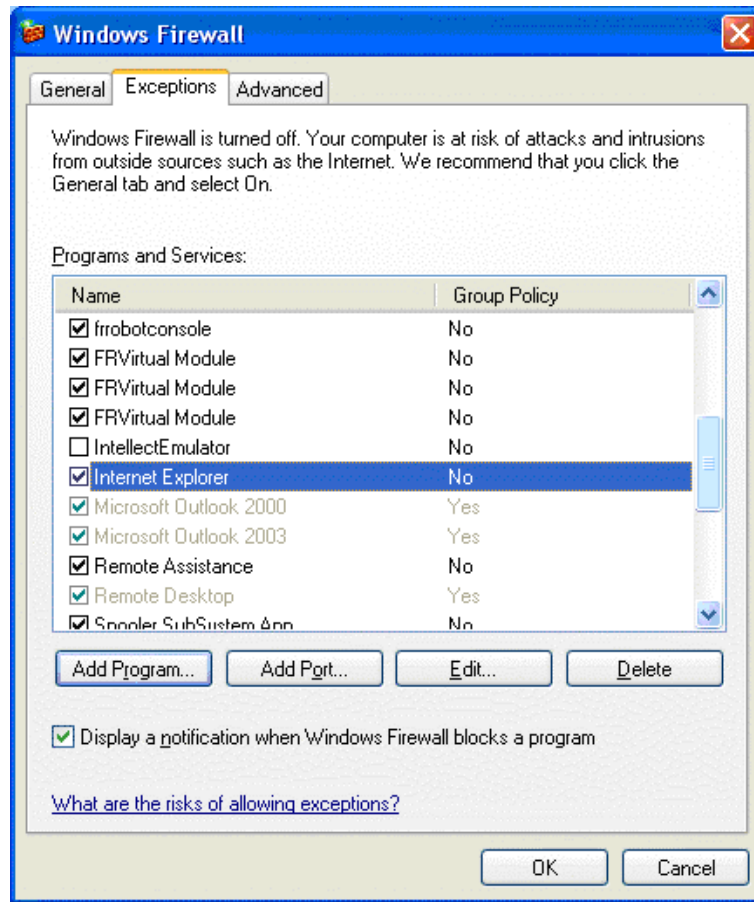 Windows Firewall
General Exceptions Advanced
Windows Firewall is turned off. Your computer is at risk of attacks and intrusions
from outside sources such as the Internet. We recommend that you click the
General tab and select On.
Programs and Services:
Name Group Policy
frrobotconsole No
FRVirtual Module No
FRVirtual Module No
FRVirtual Module No
IntellectEmulator No
Internet Explorer No
Microsoft Outlook 2000 Yes
Microsoft Outlook 2003 Yes
Remote Assistance No
Remote Desktop Yes
Spooler SubSystem App No
Add Program... Add Port... Edit... Delete
Display a notification when Windows Firewall blocks a program
What are the risks of allowing exceptions?
OK Cancel